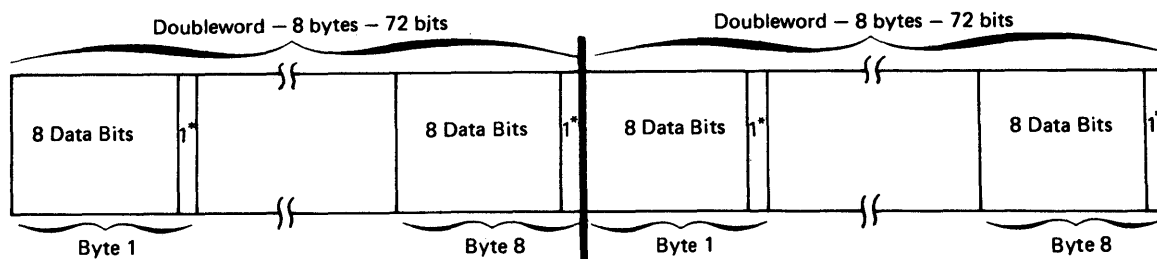 Doubleword — 8 bytes — 72 bits Doubleword — 8 bytes — 72 bits
8 Data Bits 1* 8 Data Bits 1* 8 Data Bits 1* 8 Data Bits 1*
Byte 1 Byte 8 Byte 1 Byte 8